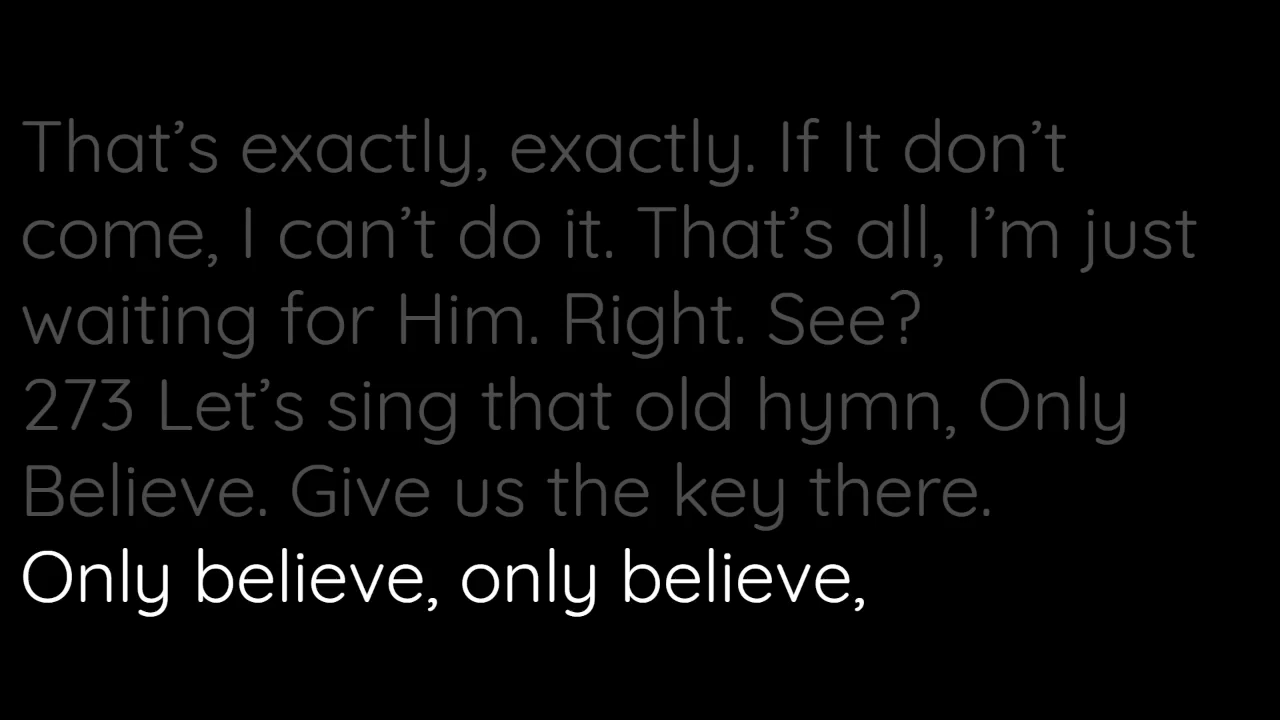 That’s exactly, exactly. If It don’t
come, I can’t do it. That’s all, I’m just
waiting for Him. Right. See?
273 Let’s sing that old hymn, Only
Believe. Give us the key there.
Only believe, only believe,